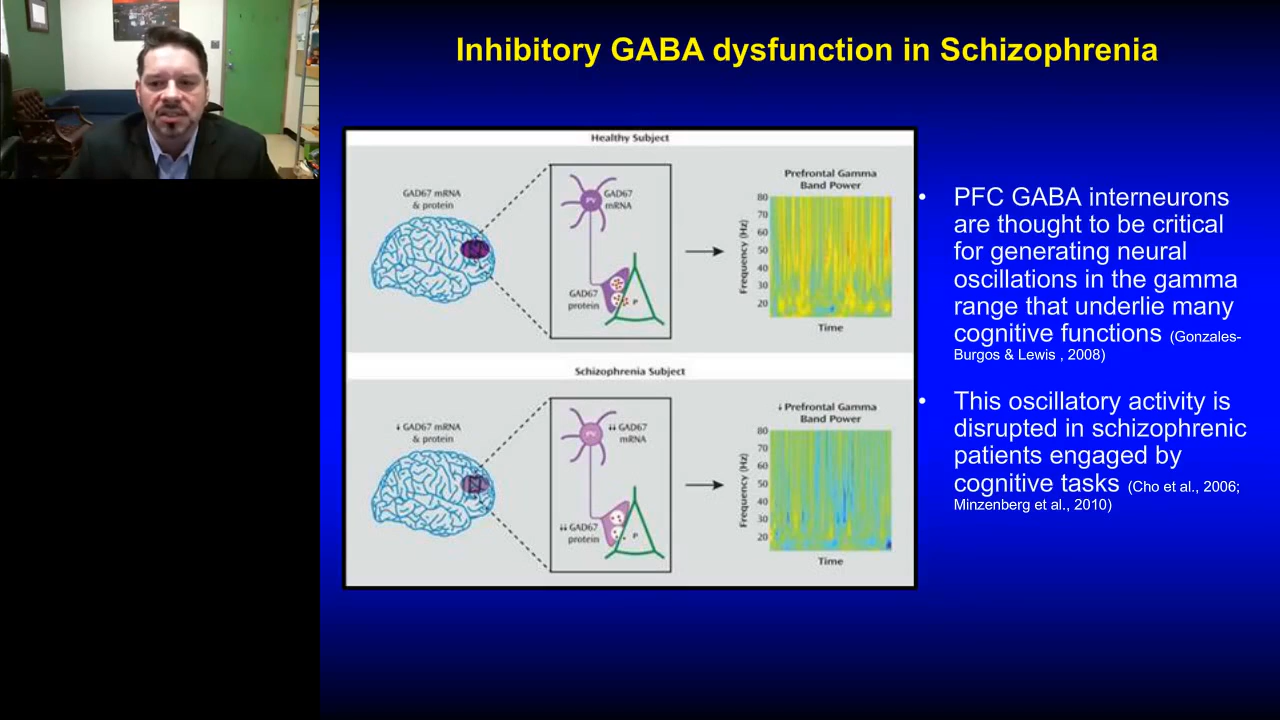 Inhibitory GABA dysfunction in Schizophrenia
Healthy Subject
GAD67 mRNA
& protein
PV
GAD67
mRNA
GAD67
protein
P
Prefrontal Gamma
Band Power
Frequency (Hz)
80
70
60
50
40
30
20
Time
Schizophrenia Subject
↓ GAD67 mRNA
& protein
PV
↓↓ GAD67
mRNA
↓↓ GAD67
protein
P
↓ Prefrontal Gamma
Band Power
Frequency (Hz)
80
70
60
50
40
30
20
Time
• PFC GABA interneurons
are thought to be critical
for generating neural
oscillations in the gamma
range that underlie many
cognitive functions (Gonzales-
Burgos & Lewis , 2008)
• This oscillatory activity is
disrupted in schizophrenic
patients engaged by
cognitive tasks (Cho et al., 2006;
Minzenberg et al., 2010)